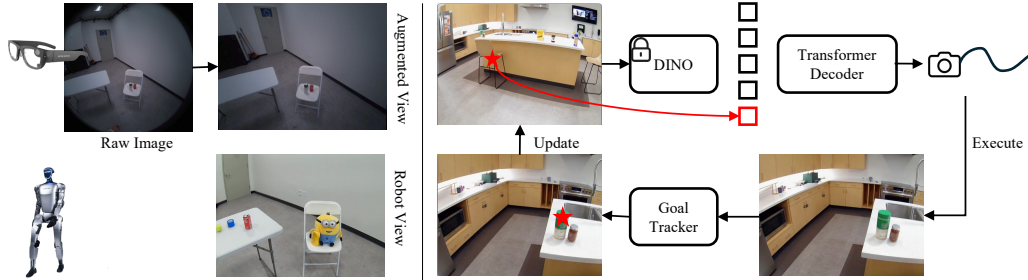 Raw Image
Augmented View
Robot View
DINO
Transformer
Decoder
Update
Execute
Goal
Tracker